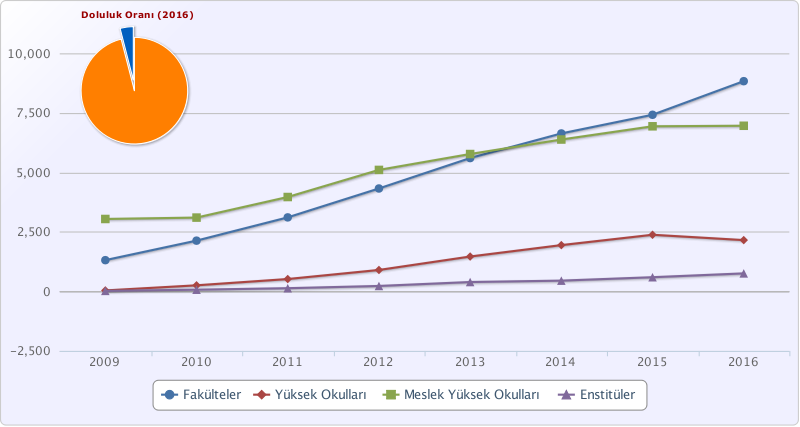 Doluluk Oranı (2016)
10,000
7,500
5,000
2,500
0
−2,500
2009 2010 2011 2012 2013 2014 2015 2016
Fakülteler Yüksek Okulları Meslek Yüksek Okulları Enstitüler